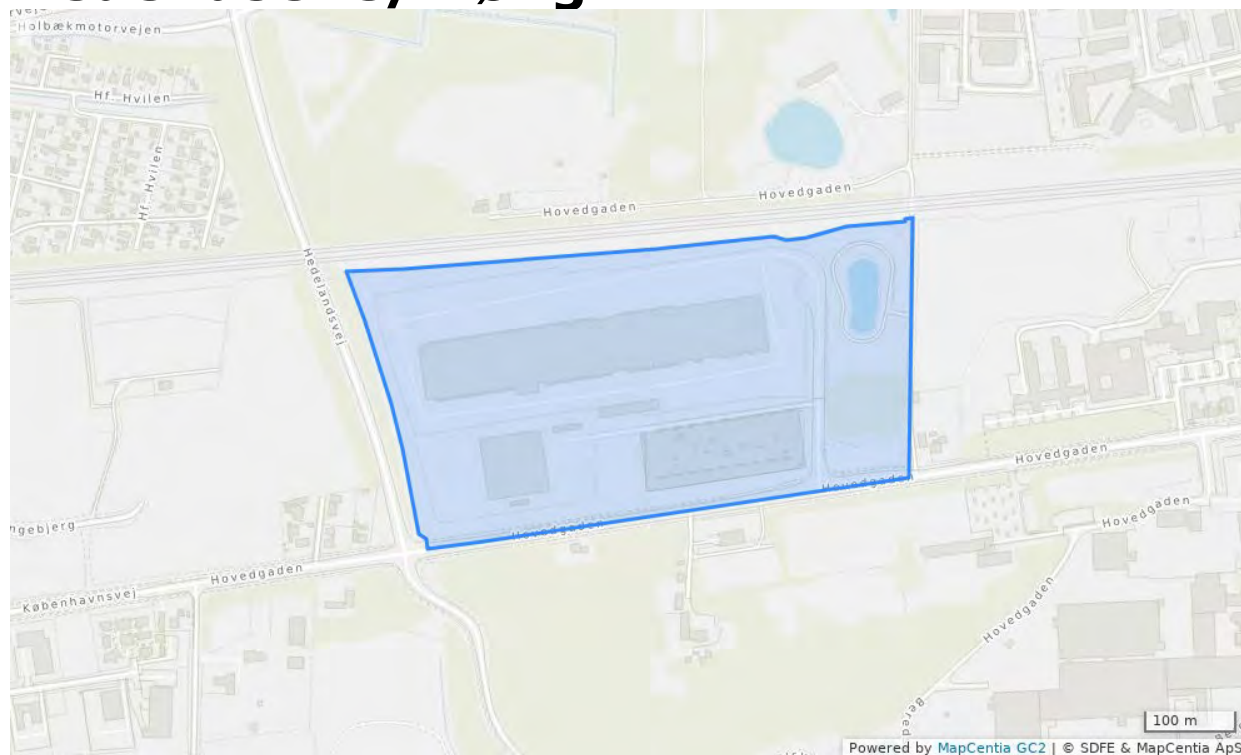 Holbækmotorvejen
Hf. Hvilen
Hf. Hvilen
Hovedgaden
Hovedgaden
Hedelandsvej
Hovedgaden
Hovedgaden
Hovedgaden
Hovedgaden
Hovedgaden
Københavnsvej
Hovedgaden
100 m
Powered by MapCentia GC2 | © SDFE & MapCentia ApS